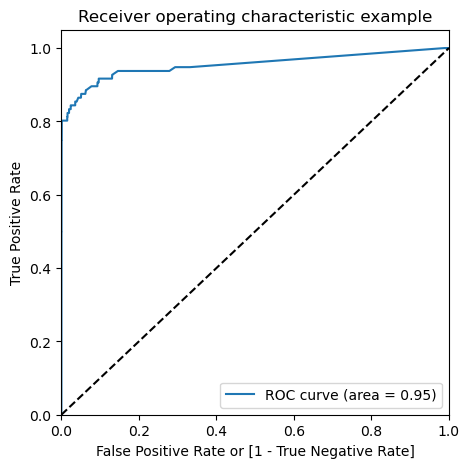 Receiver operating characteristic example
True Positive Rate
1.0
0.8
0.6
0.4
0.2
0.0
ROC curve (area = 0.95)
0.0 0.2 0.4 0.6 0.8 1.0
False Positive Rate or [1 - True Negative Rate]